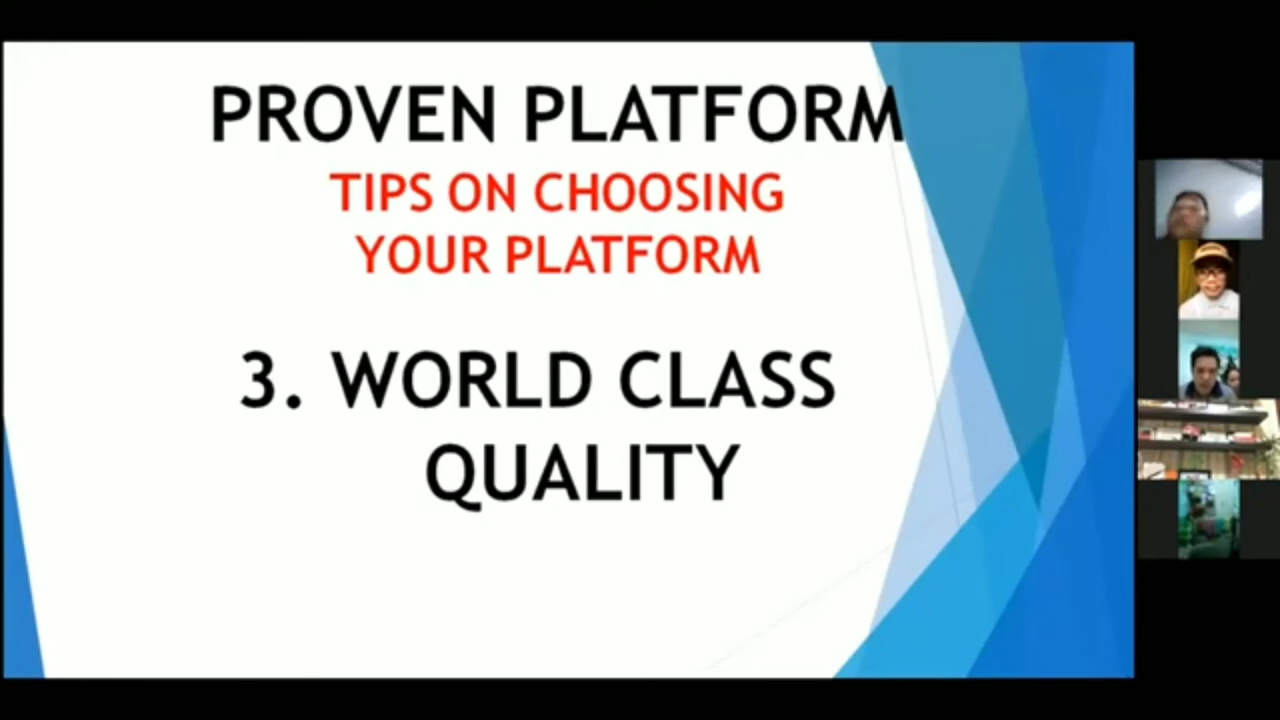 PROVEN PLATFORM
TIPS ON CHOOSING
YOUR PLATFORM
3. WORLD CLASS
QUALITY